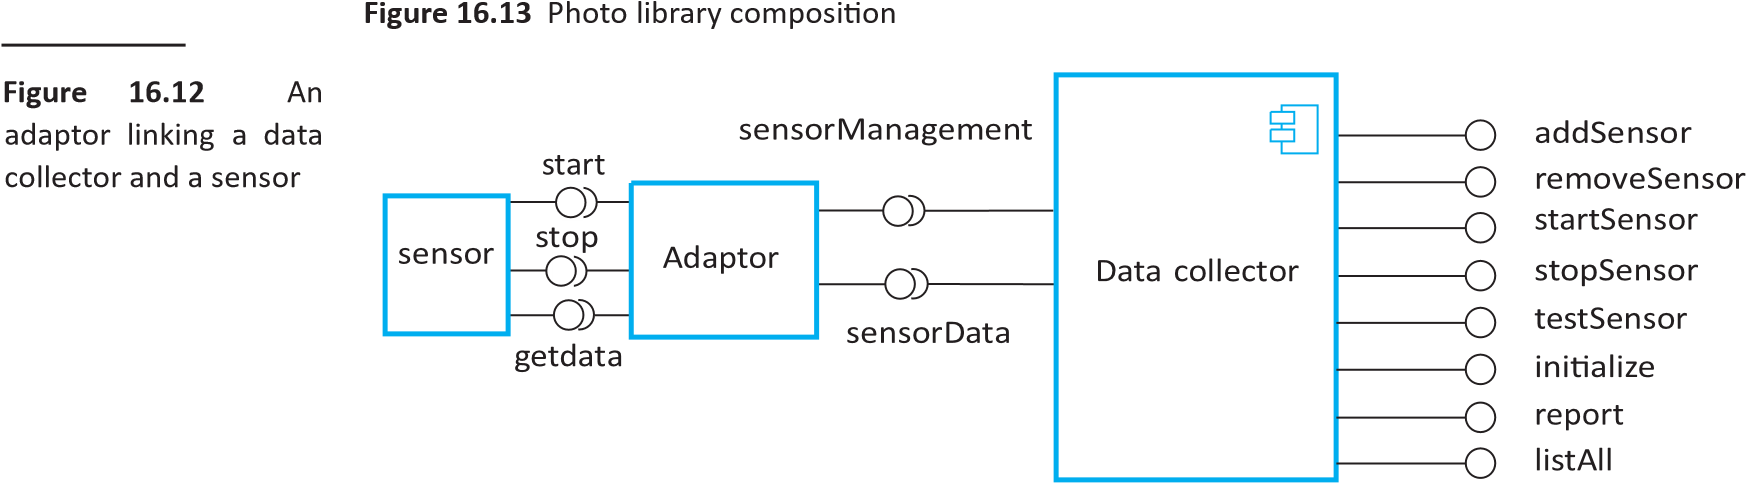 Figure 16.13 Photo library composition
Figure 16.12 An
adaptor linking a data
collector and a sensor
sensorManagement
start
stop
sensor
Adaptor
getdata
sensorData
Data collector
addSensor
removeSensor
startSensor
stopSensor
testSensor
initialize
report
listAll